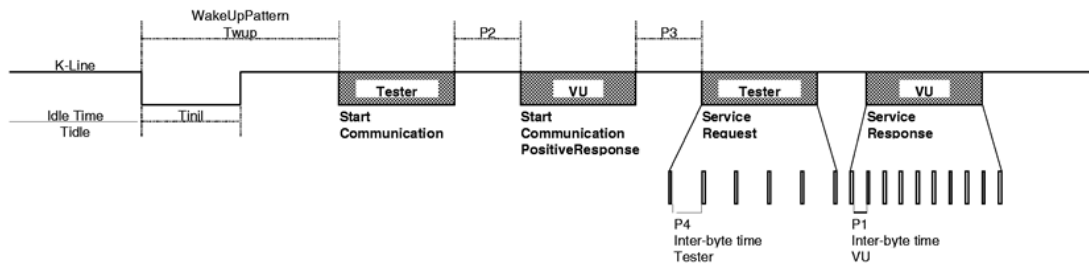 WakeUpPattern
Twup
P2
P3
K-Line
Tester
VU
Tester
VU
Idle Time
Tidle
Tinil
Start
Communication
Start
Communication
PositiveResponse
Service
Request
Service
Response
P4
Inter-byte time
Tester
P1
Inter-byte time
VU